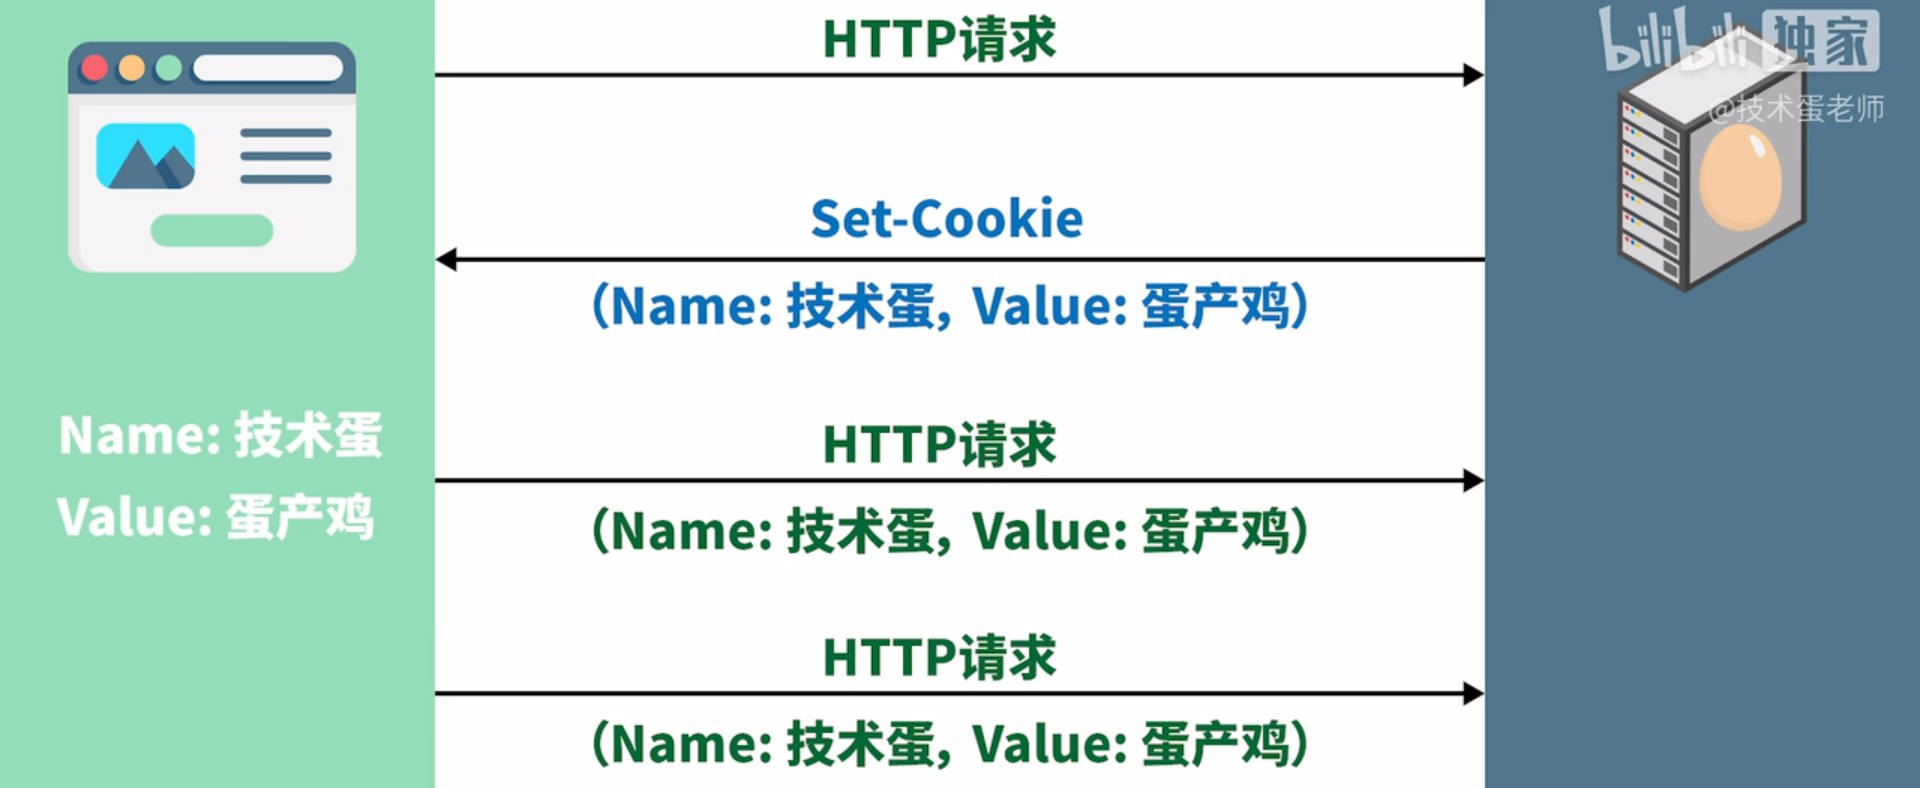 HTTP请求
bilibili 独家
@技术蛋老师
Set-Cookie
（Name: 技术蛋，Value: 蛋产鸡）
Name: 技术蛋
Value: 蛋产鸡
HTTP请求
（Name: 技术蛋，Value: 蛋产鸡）
HTTP请求
（Name: 技术蛋，Value: 蛋产鸡）